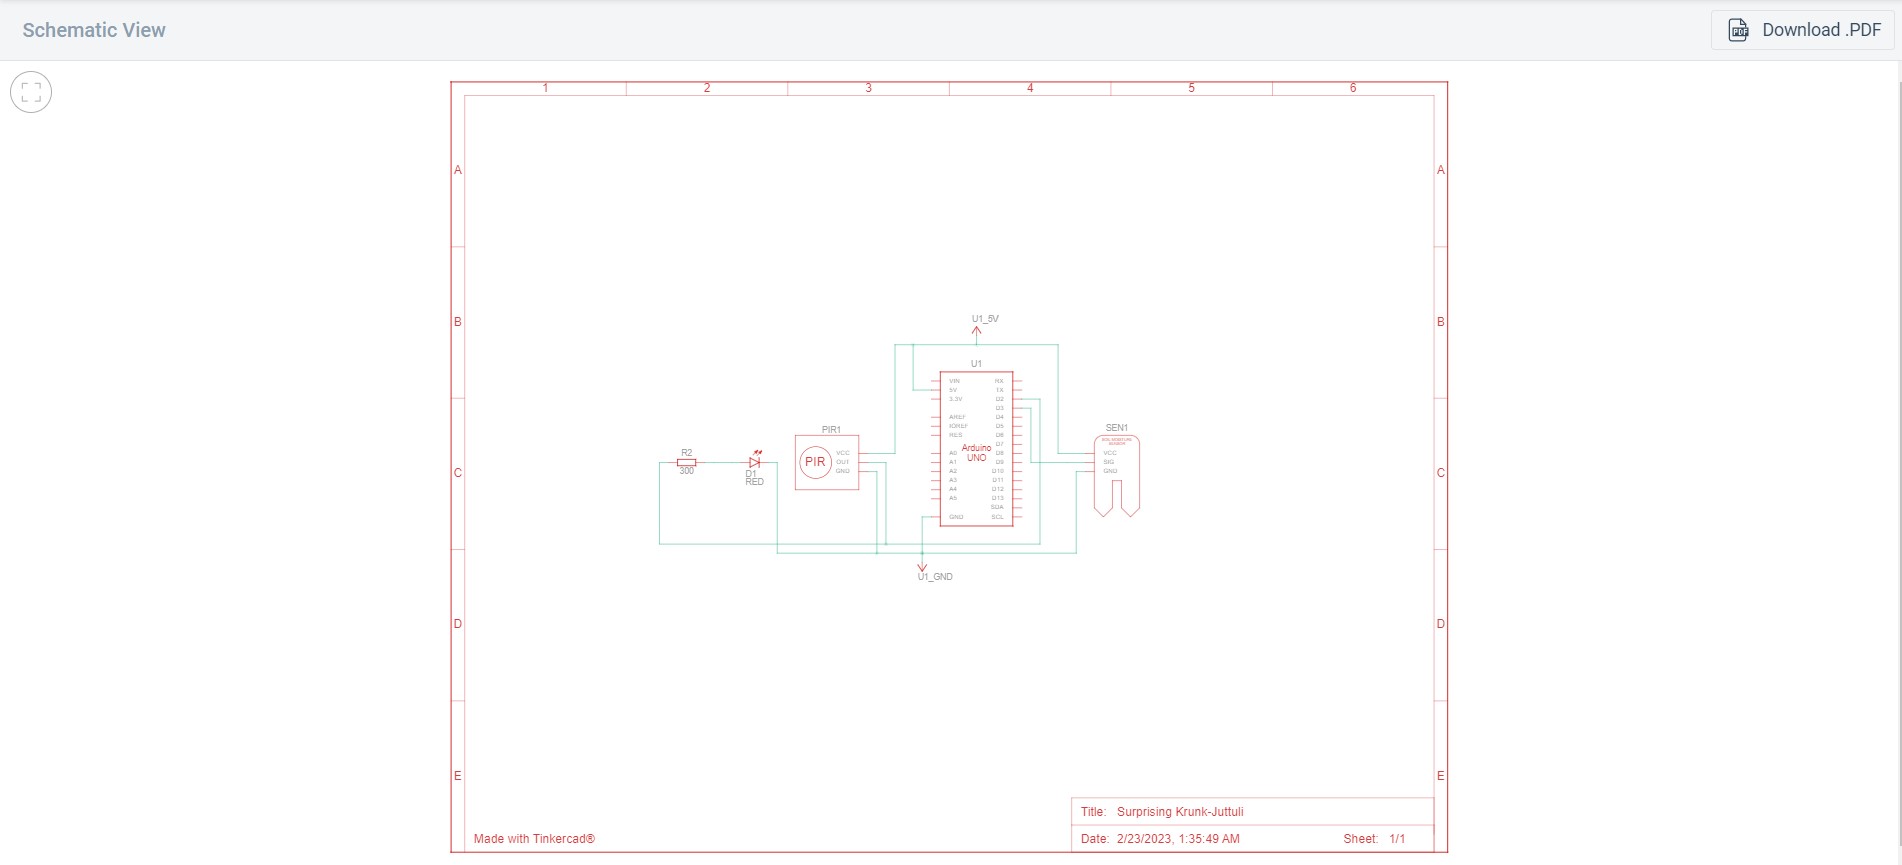 Schematic View
Download .PDF
1 2 3 4 5 6
A A
U1_5V
B B
U1
VIN RX
5V TX
3.3V D2
D3
AREF D4
IOREF D5
RES D6
D7
Arduino
UNO
A0 D8
A1 D9
A2 D10
A3 D11
A4 D12
A5 D13
SDA
GND SCL
PIR1
PIR
VCC
OUT
GND
SEN1
SOIL MOISTURE
SENSOR
VCC
SIG
GND
R2
300
D1
RED
C C
U1_GND
D D
E E
Title: Surprising Krunk-Juttuli
Made with Tinkercad®
Date: 2/23/2023, 1:35:49 AM Sheet: 1/1